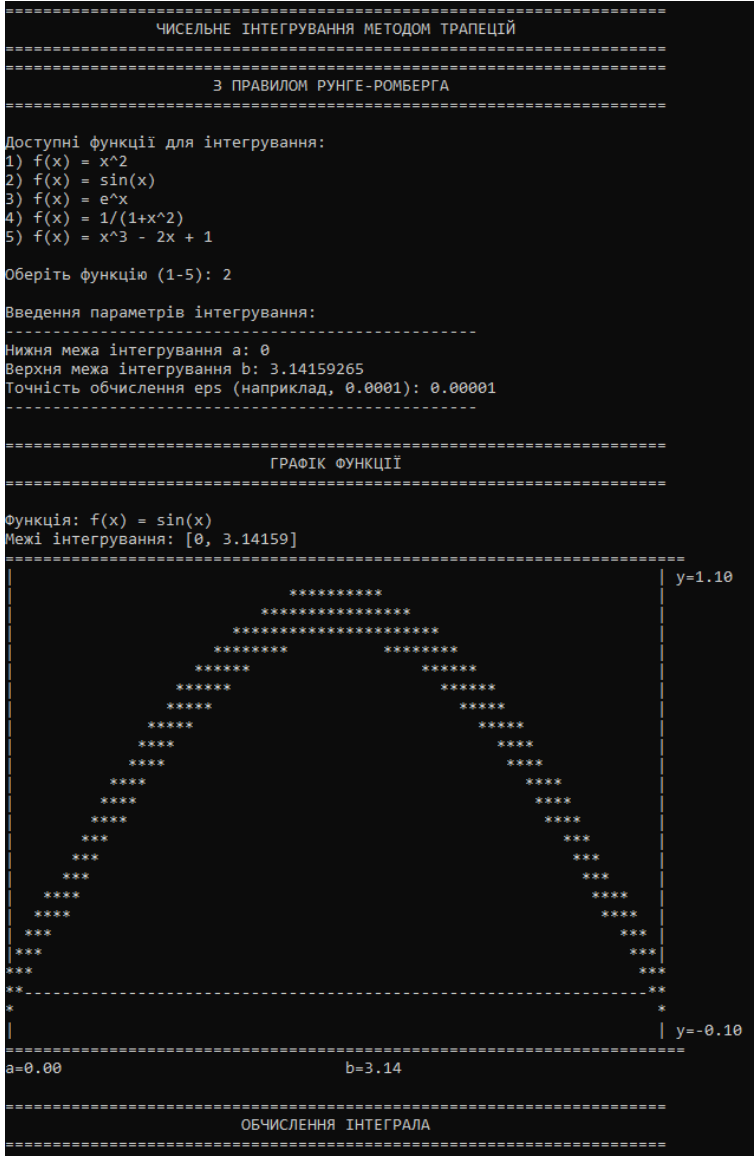 ЧИСЕЛЬНЕ ІНТЕГРУВАННЯ МЕТОДОМ ТРАПЕЦІЙ
З ПРАВИЛОМ РУНГЕ-РОМБЕРГА
Доступні функції для інтегрування:
1) f(x) = x^2
2) f(x) = sin(x)
3) f(x) = e^x
4) f(x) = 1/(1+x^2)
5) f(x) = x^3 - 2x + 1
Оберіть функцію (1-5): 2
Введення параметрів інтегрування:
Нижня межа інтегрування a: 0
Верхня межа інтегрування b: 3.14159265
Точність обчислення eps (наприклад, 0.0001): 0.00001
ГРАФІК ФУНКЦІЇ
Функція: f(x) = sin(x)
Межі інтегрування: [0, 3.14159]
y=1.10
y=-0.10
a=0.00 b=3.14
ОБЧИСЛЕННЯ ІНТЕГРАЛА